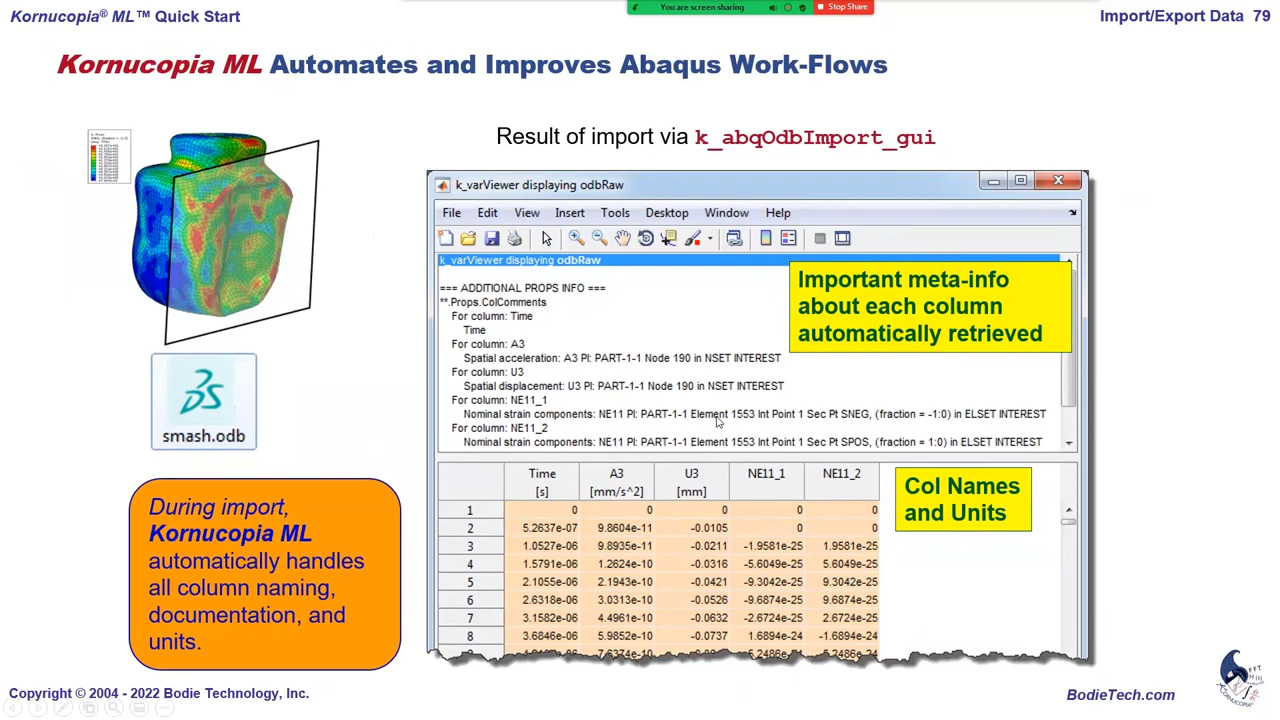 Kornucopia® ML™ Quick Start
You are screen sharing
Stop Share
Import/Export Data 79
Kornucopia ML Automates and Improves Abaqus Work-Flows
Result of import via k_abqOdbImport_gui
k_varViewer displaying odbRaw
File Edit View Insert Tools Desktop Window Help
k_varViewer displaying odbRaw
=== ADDITIONAL PROPS INFO ===
**.Props.ColComments
For column: Time
Time
For column: A3
Spatial acceleration: A3 PI: PART-1-1 Node 190 in NSET INTEREST
For column: U3
Spatial displacement: U3 PI: PART-1-1 Node 190 in NSET INTEREST
For column: NE11_1
Nominal strain components: NE11 PI: PART-1-1 Element 1553 Int Point 1 Sec Pt SNEG, (fraction = -1:0) in ELSET INTEREST
For column: NE11_2
Nominal strain components: NE11 PI: PART-1-1 Element 1553 Int Point 1 Sec Pt SPOS, (fraction = 1:0) in ELSET INTEREST
Important meta-info
about each column
automatically retrieved
smash.odb
Time A3 U3 NE11_1 NE11_2
[s] [mm/s^2] [mm]
1 0 0 0 0 0
2 5.2637e-07 9.8604e-11 -0.0105 0 0
3 1.0527e-06 9.8935e-11 -0.0211 -1.9581e-25 1.9581e-25
4 1.5791e-06 1.2624e-10 -0.0316 -5.6049e-25 5.6049e-25
5 2.1055e-06 2.1943e-10 -0.0421 -9.3042e-25 9.3042e-25
6 2.6318e-06 3.0313e-10 -0.0526 -9.6874e-25 9.6874e-25
7 3.1582e-06 4.4961e-10 -0.0632 -2.6724e-25 2.6724e-25
8 3.6846e-06 5.9852e-10 -0.0737 1.6894e-24 -1.6894e-24
Col Names
and Units
During import,
Kornucopia ML
automatically handles
all column naming,
documentation, and
units.
Copyright © 2004 - 2022 Bodie Technology, Inc.
BodieTech.com
KORNUCOPIA®